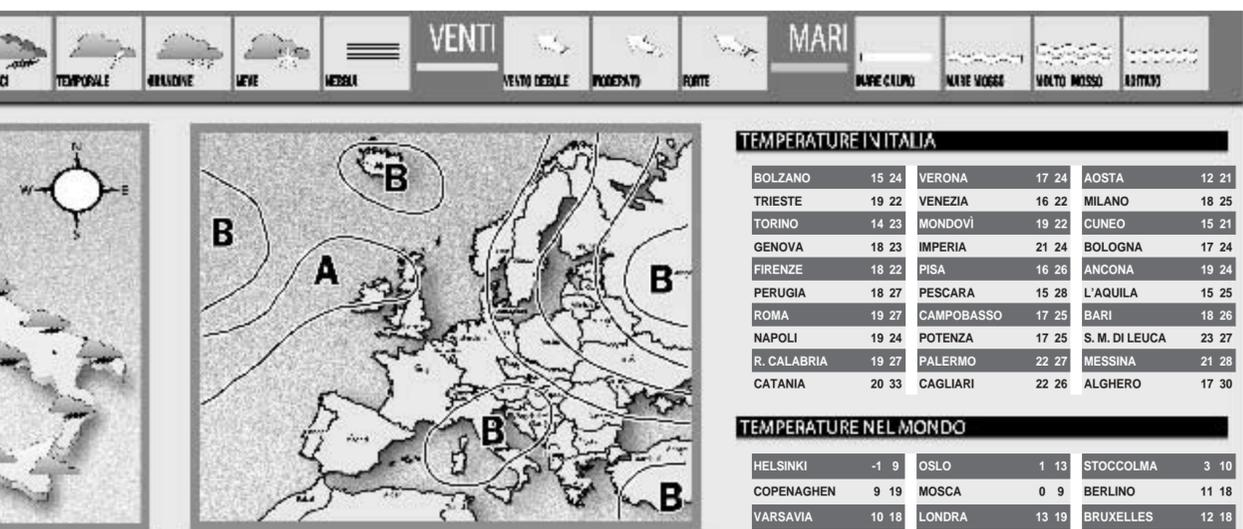 TEMPORALE
GRANDINE
NEVE
NEBBIA
VENTI
VENTO DEBOLE
MODERATO
FORTE
MARI
MARE CALMO
MARE MOSSO
MOLTO MOSSO
AGITATO
N
W E
S
B
B
A
B
B
B
TEMPERATURE IN ITALIA
BOLZANO 15 24 VERONA 17 24 AOSTA 12 21
TRIESTE 19 22 VENEZIA 16 22 MILANO 18 25
TORINO 14 23 MONDOVÌ 19 22 CUNEO 15 21
GENOVA 18 23 IMPERIA 21 24 BOLOGNA 17 24
FIRENZE 18 22 PISA 16 26 ANCONA 19 24
PERUGIA 18 27 PESCARA 15 28 L'AQUILA 15 25
ROMA 19 27 CAMPOBASSO 17 25 BARI 18 26
NAPOLI 19 24 POTENZA 17 25 S. M. DI LEUCA 23 27
R. CALABRIA 19 27 PALERMO 22 27 MESSINA 21 28
CATANIA 20 33 CAGLIARI 22 26 ALGHERO 17 30
TEMPERATURE NEL MONDO
HELSINKI -1 9 OSLO 1 13 STOCCOLMA 3 10
COPENAGHEN 9 19 MOSCA 0 9 BERLINO 11 18
VARSAVIA 10 18 LONDRA 13 19 BRUXELLES 12 18